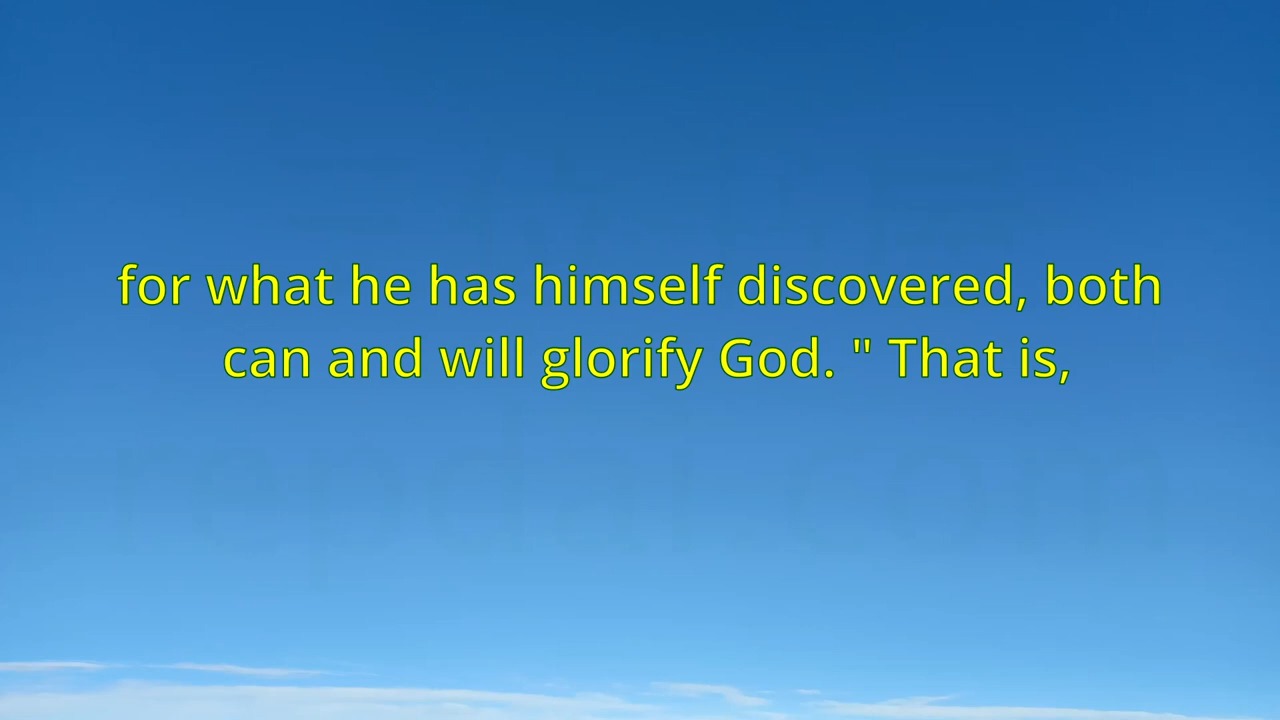 for what he has himself discovered, both
can and will glorify God. " That is,